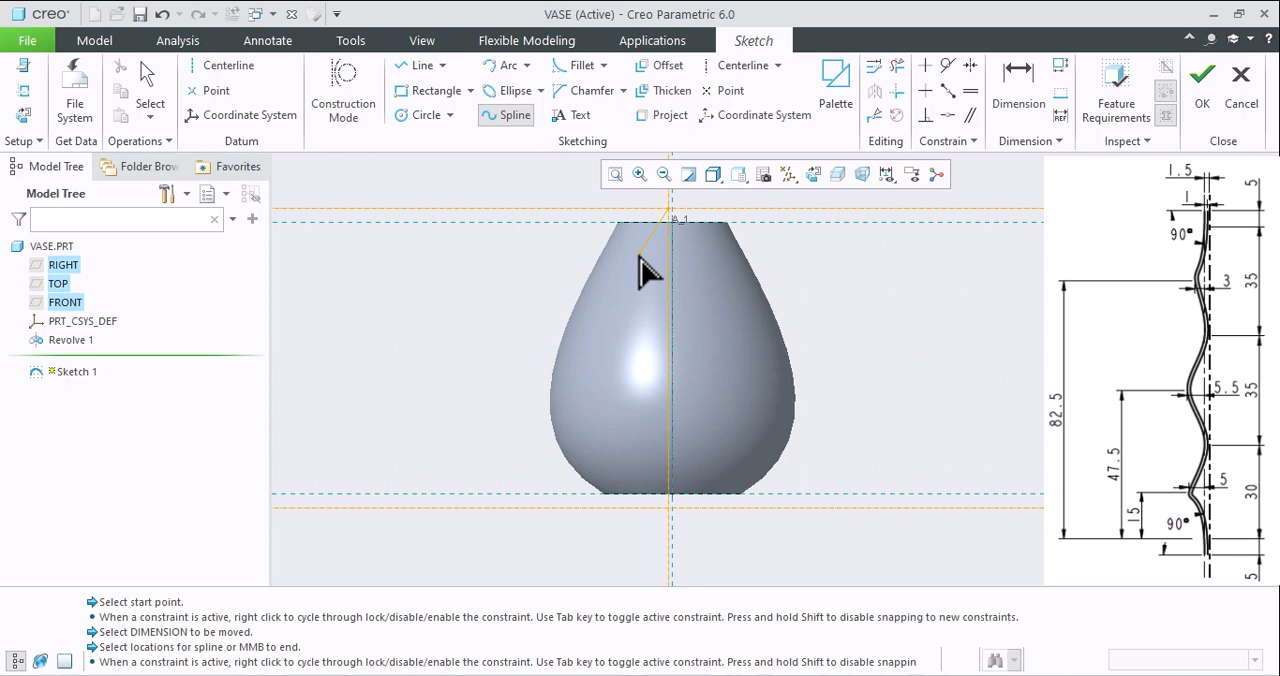 creo®
VASE (Active) - Creo Parametric 6.0
File Model Analysis Annotate Tools View Flexible Modeling Applications Sketch
Centerline Line Arc Fillet Offset Centerline
Point Rectangle Ellipse Chamfer Thicken Point
Coordinate System Circle Spline Text Project Coordinate System
File System Select Construction Mode Palette Dimension Feature Requirements OK Cancel
Setup Get Data Operations Datum Sketching Editing Constrain Dimension Inspect Close
REF
Model Tree Folder Brow Favorites
Model Tree
VASE.PRT
RIGHT
TOP
FRONT
PRT_CSYS_DEF
Revolve 1
Sketch 1
A_1
1.5
5
1
90°
3
35
5.5
35
82.5
47.5
5
30
15
90°
5
Select start point.
• When a constraint is active, right click to cycle through lock/disable/enable the constraint. Use Tab key to toggle active constraint. Press and hold Shift to disable snapping to new constraints.
Select DIMENSION to be moved.
Select locations for spline or MMB to end.
• When a constraint is active, right click to cycle through lock/disable/enable the constraint. Use Tab key to toggle active constraint. Press and hold Shift to disable snappin